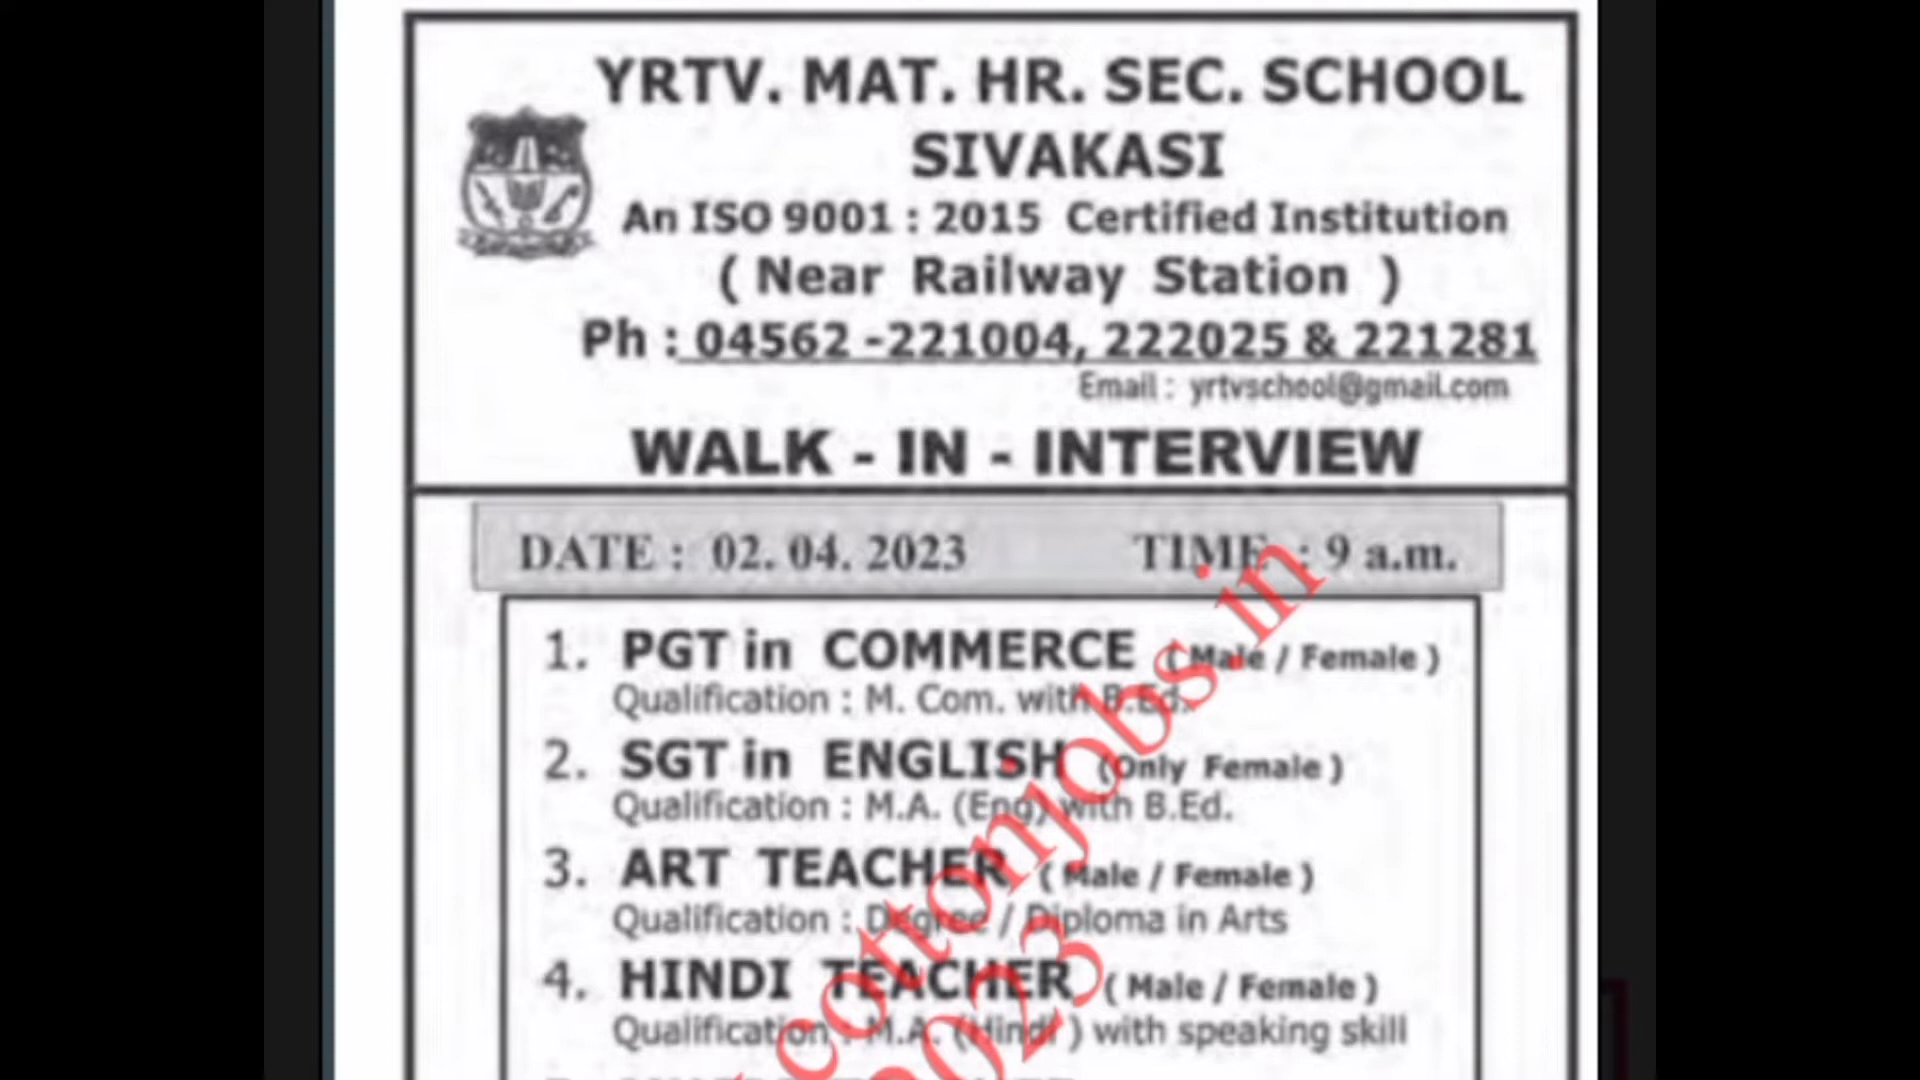 YRTV. MAT. HR. SEC. SCHOOL
SIVAKASI
An ISO 9001 : 2015 Certified Institution
( Near Railway Station )
Ph : 04562 -221004, 222025 & 221281
Email : yrtvschool@gmail.com
WALK - IN - INTERVIEW
DATE : 02. 04. 2023 TIME : 9 a.m.
1. PGT in COMMERCE ( Male / Female )
Qualification : M. Com. with B.Ed.
2. SGT in ENGLISH (Only Female )
Qualification : M.A. (Eng) with B.Ed.
3. ART TEACHER ( Male / Female )
Qualification : Degree / Diploma in Arts
4. HINDI TEACHER ( Male / Female )
Qualification : M.A. (Hindi ) with speaking skill
cottonjobs.in
2023